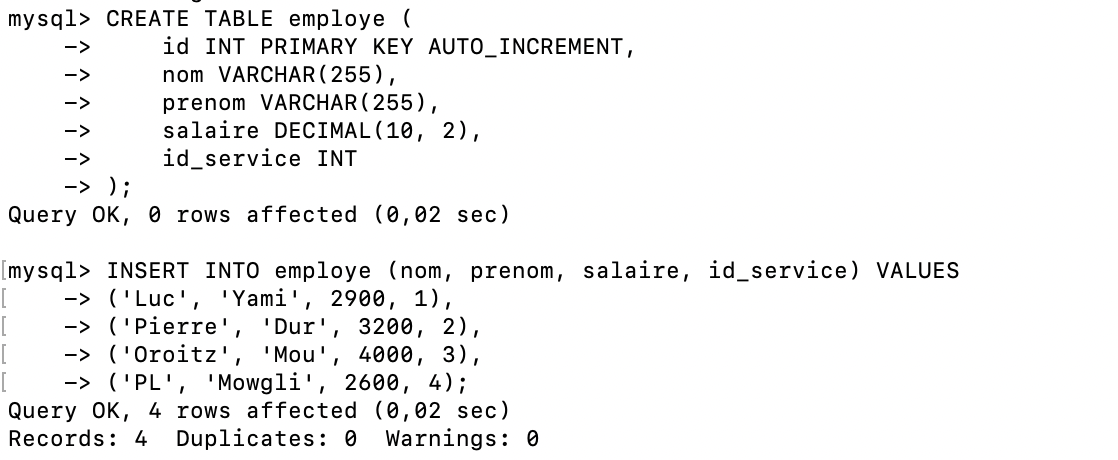 mysql> CREATE TABLE employe (
    ->     id INT PRIMARY KEY AUTO_INCREMENT,
    ->     nom VARCHAR(255),
    ->     prenom VARCHAR(255),
    ->     salaire DECIMAL(10, 2),
    ->     id_service INT
    -> );
Query OK, 0 rows affected (0,02 sec)

[mysql> INSERT INTO employe (nom, prenom, salaire, id_service) VALUES
[    -> ('Luc', 'Yami', 2900, 1),
[    -> ('Pierre', 'Dur', 3200, 2),
[    -> ('Oroitz', 'Mou', 4000, 3),
[    -> ('PL', 'Mowgli', 2600, 4);
Query OK, 4 rows affected (0,02 sec)
Records: 4  Duplicates: 0  Warnings: 0